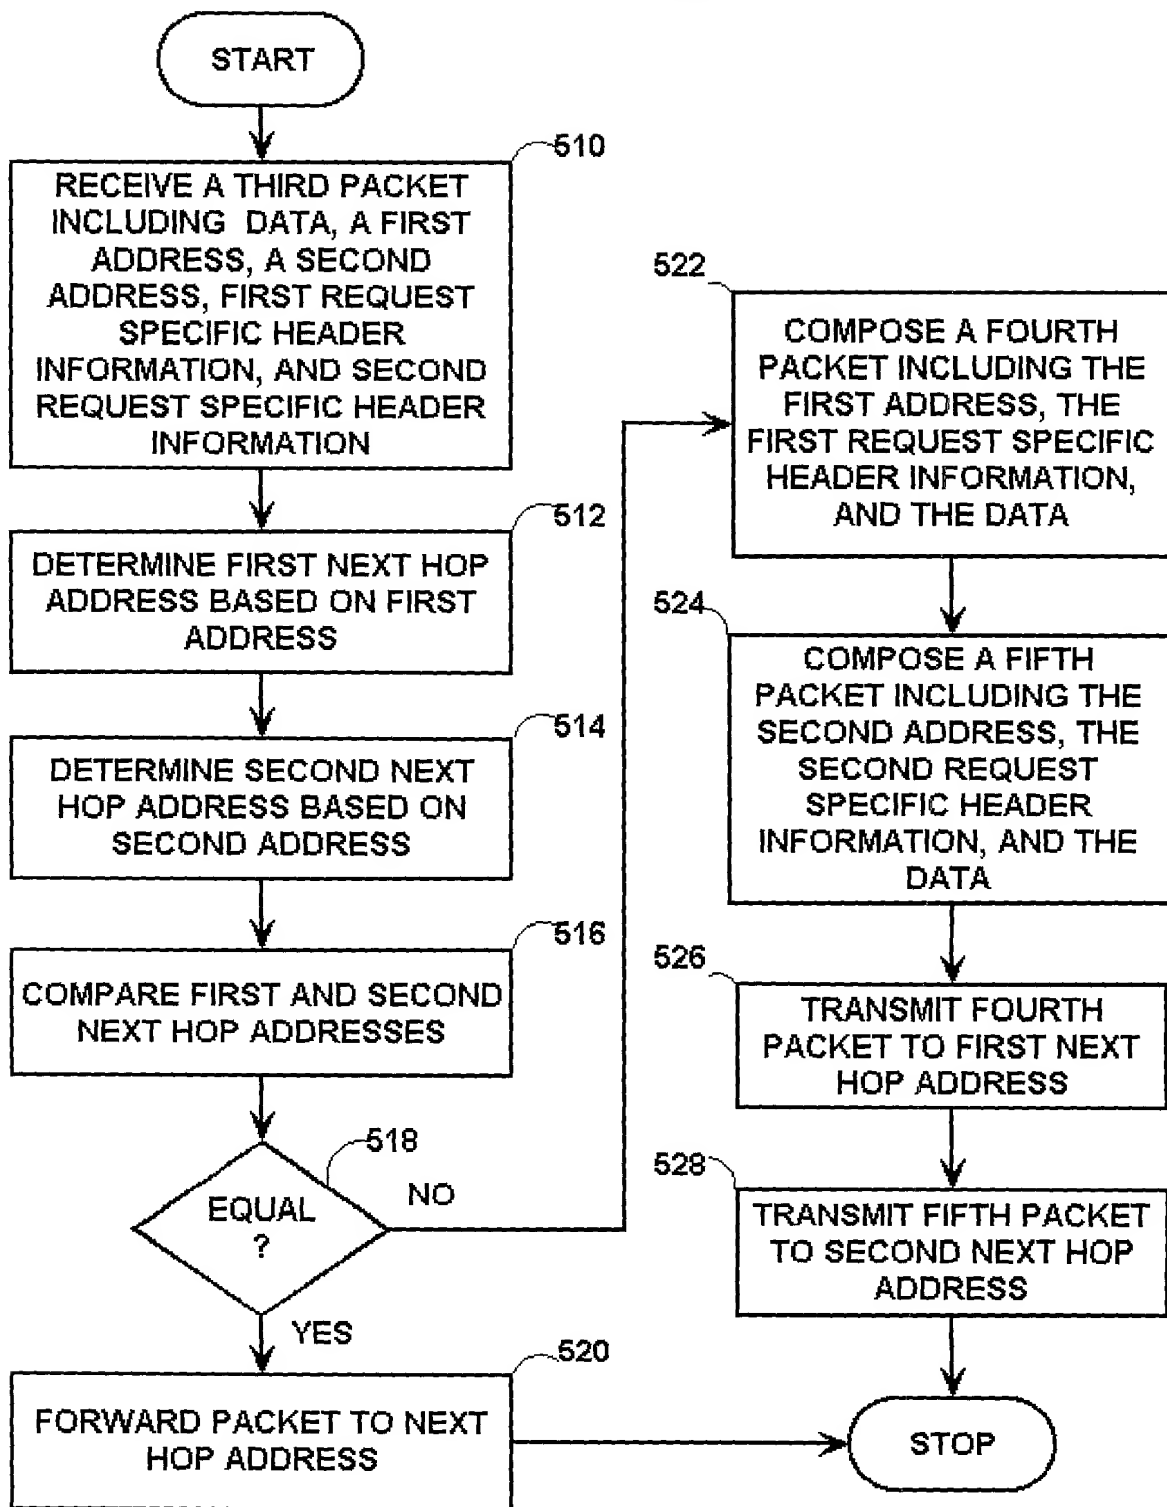 START
510
RECEIVE A THIRD PACKET
INCLUDING DATA, A FIRST
ADDRESS, A SECOND
ADDRESS, FIRST REQUEST
SPECIFIC HEADER
INFORMATION, AND SECOND
REQUEST SPECIFIC HEADER
INFORMATION
512
DETERMINE FIRST NEXT HOP
ADDRESS BASED ON FIRST
ADDRESS
514
DETERMINE SECOND NEXT
HOP ADDRESS BASED ON
SECOND ADDRESS
516
COMPARE FIRST AND SECOND
NEXT HOP ADDRESSES
518
EQUAL
?
NO
YES
520
FORWARD PACKET TO NEXT
HOP ADDRESS
522
COMPOSE A FOURTH
PACKET INCLUDING THE
FIRST ADDRESS, THE
FIRST REQUEST SPECIFIC
HEADER INFORMATION,
AND THE DATA
524
COMPOSE A FIFTH
PACKET INCLUDING THE
SECOND ADDRESS, THE
SECOND REQUEST
SPECIFIC HEADER
INFORMATION, AND THE
DATA
526
TRANSMIT FOURTH
PACKET TO FIRST NEXT
HOP ADDRESS
528
TRANSMIT FIFTH PACKET
TO SECOND NEXT HOP
ADDRESS
STOP